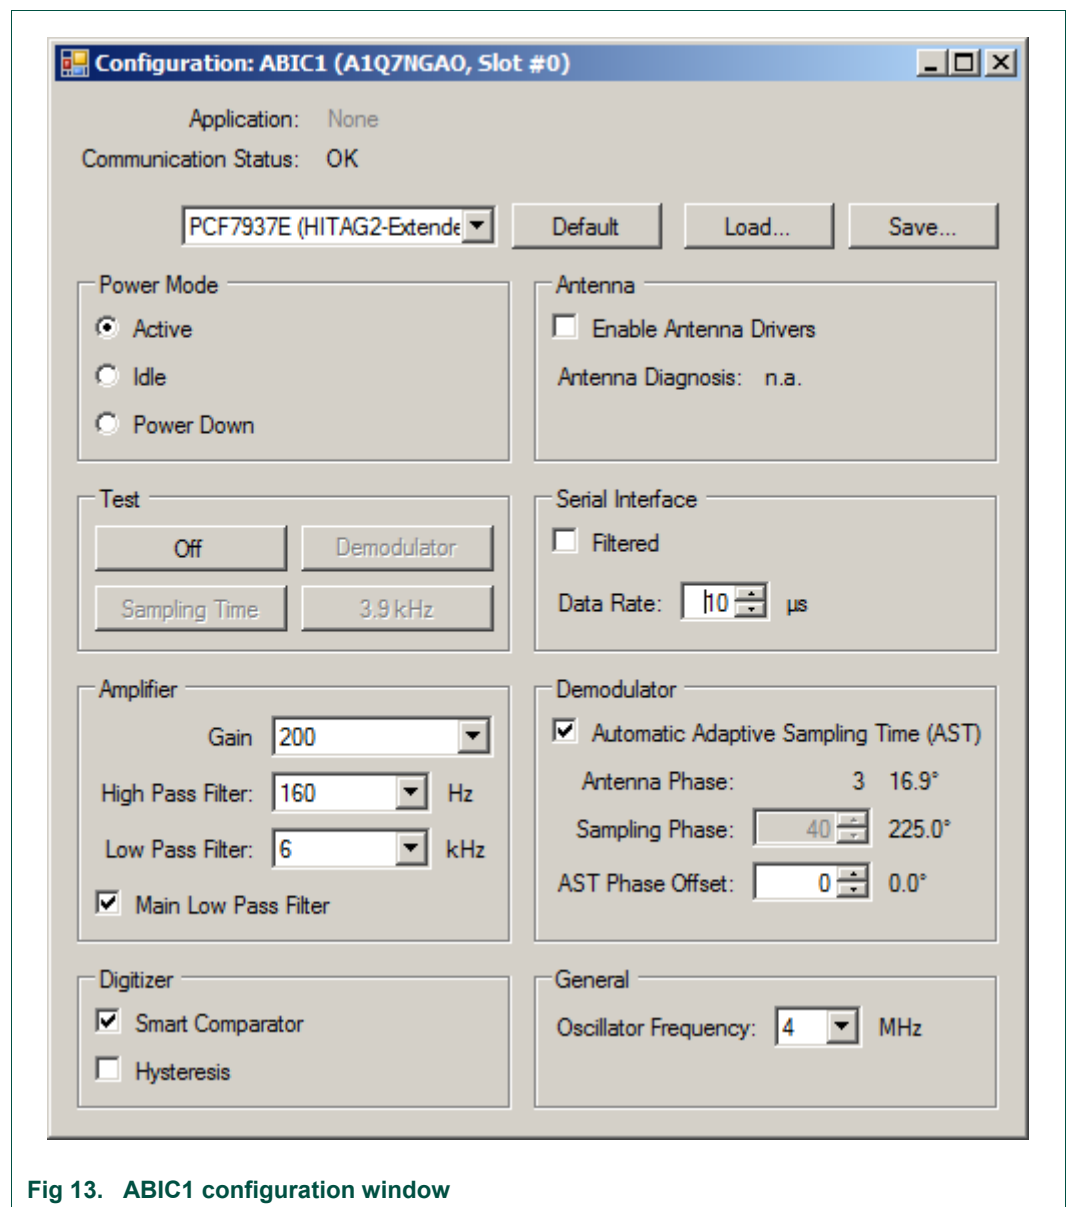 Configuration: ABIC1 (A1Q7NGAO, Slot #0)
Application: None
Communication Status: OK
PCF7937E (HITAG2-Extende
Default
Load...
Save...
Power Mode
Active
Idle
Power Down
Antenna
Enable Antenna Drivers
Antenna Diagnosis: n.a.
Test
Off
Demodulator
Sampling Time
3.9 kHz
Serial Interface
Filtered
Data Rate: 10 µs
Amplifier
Gain 200
High Pass Filter: 160 Hz
Low Pass Filter: 6 kHz
Main Low Pass Filter
Demodulator
Automatic Adaptive Sampling Time (AST)
Antenna Phase: 3 16.9°
Sampling Phase: 40 225.0°
AST Phase Offset: 0 0.0°
Digitizer
Smart Comparator
Hysteresis
General
Oscillator Frequency: 4 MHz
Fig 13. ABIC1 configuration window